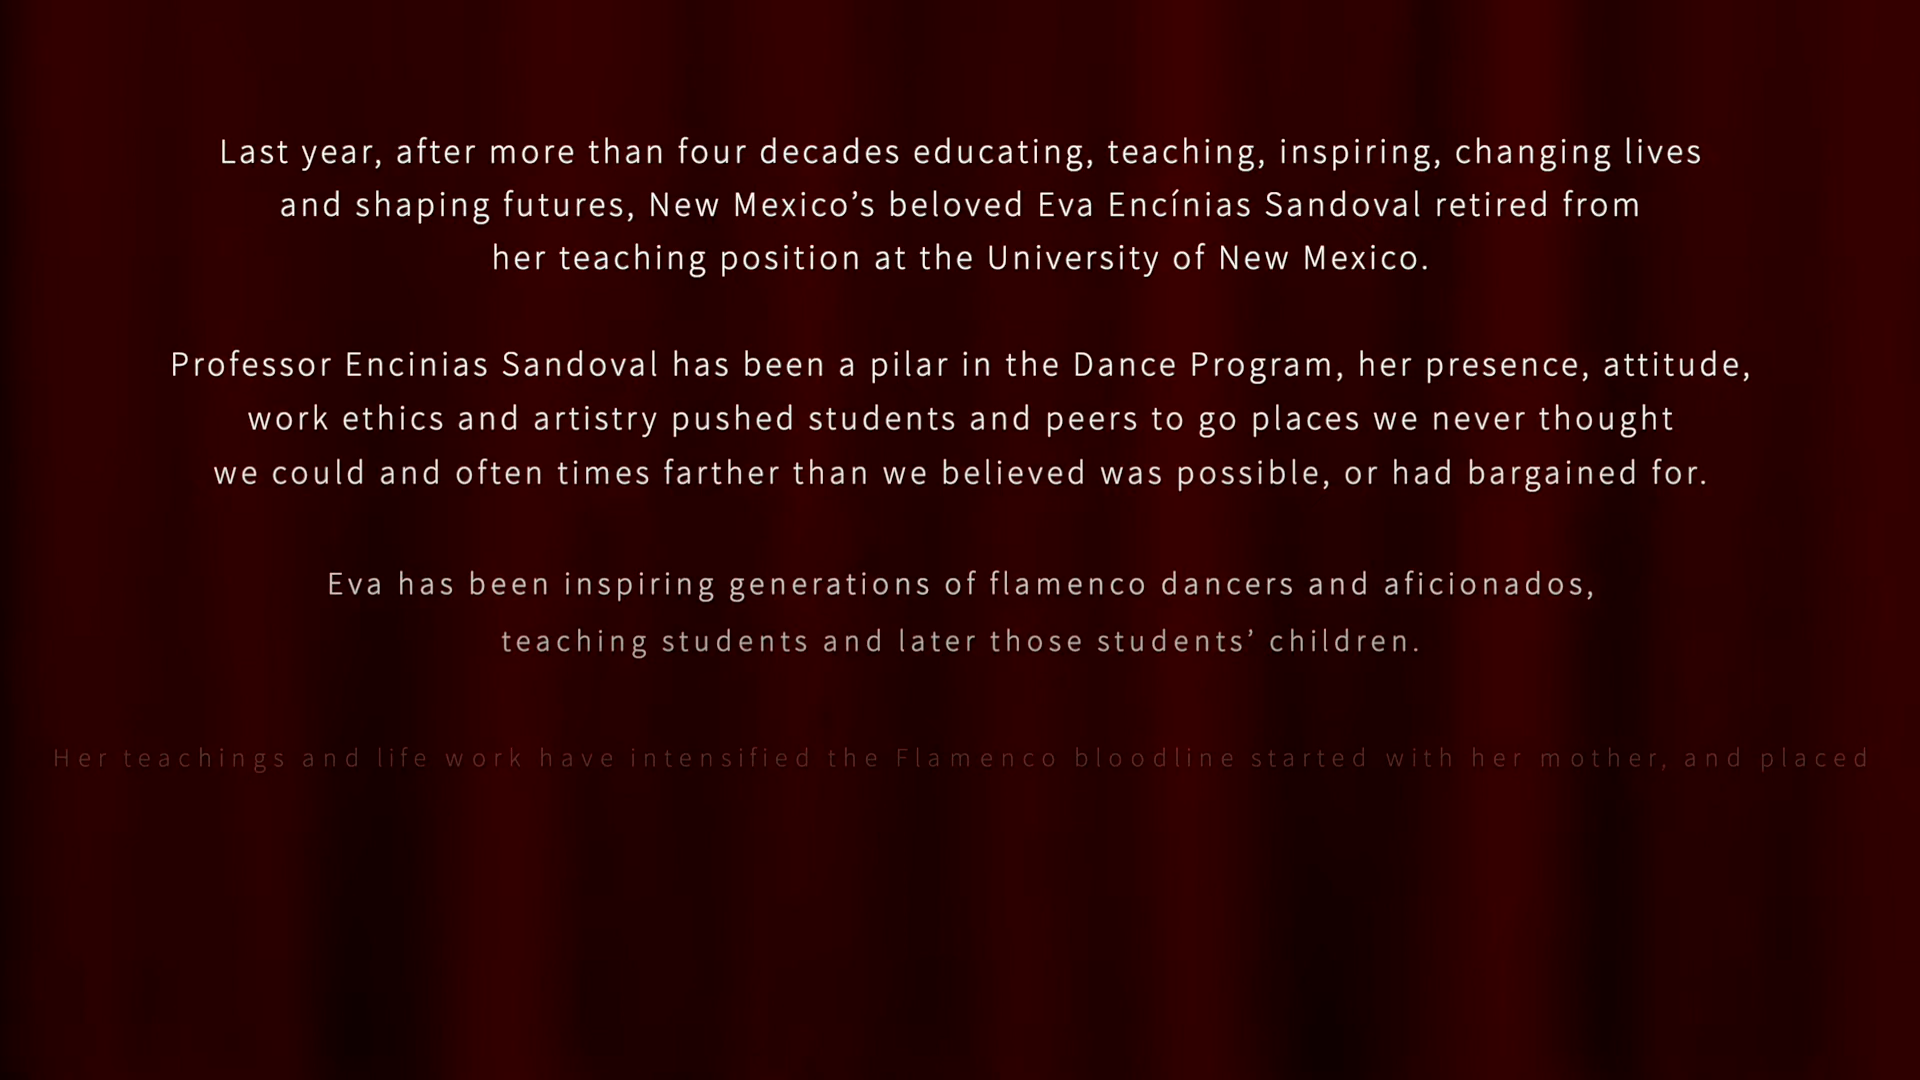 Last year, after more than four decades educating, teaching, inspiring, changing lives
and shaping futures, New Mexico’s beloved Eva Encínias Sandoval retired from
her teaching position at the University of New Mexico.
Professor Encinias Sandoval has been a pilar in the Dance Program, her presence, attitude,
work ethics and artistry pushed students and peers to go places we never thought
we could and often times farther than we believed was possible, or had bargained for.
Eva has been inspiring generations of flamenco dancers and aficionados,
teaching students and later those students’ children.
Her teachings and life work have intensified the Flamenco bloodline started with her mother, and placed